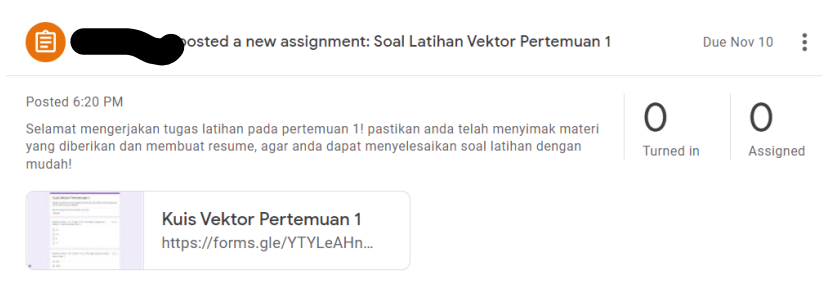 posted a new assignment: Soal Latihan Vektor Pertemuan 1
Due Nov 10
Posted 6:20 PM
Selamat mengerjakan tugas latihan pada pertemuan 1! pastikan anda telah menyimak materi
yang diberikan dan membuat resume, agar anda dapat menyelesaikan soal latihan dengan
mudah!
0
Turned in
0
Assigned
Kuis Vektor Pertemuan 1
https://forms.gle/YTYLeAHn...